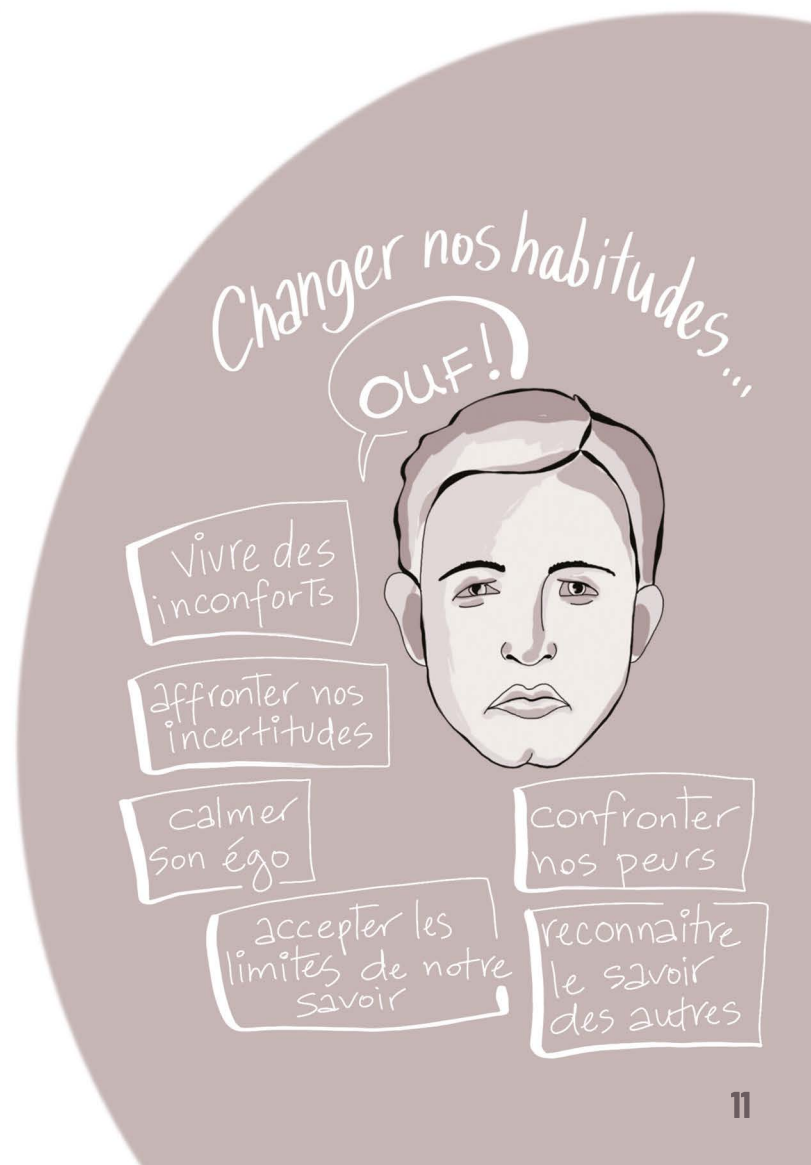 Changer nos habitudes...
OUF!
vivre des
inconforts
affronter nos
incertitudes
calmer
son égo
confronter
nos peurs
accepter les
limites de notre
savoir
reconnaitre
le savoir
des autres
11